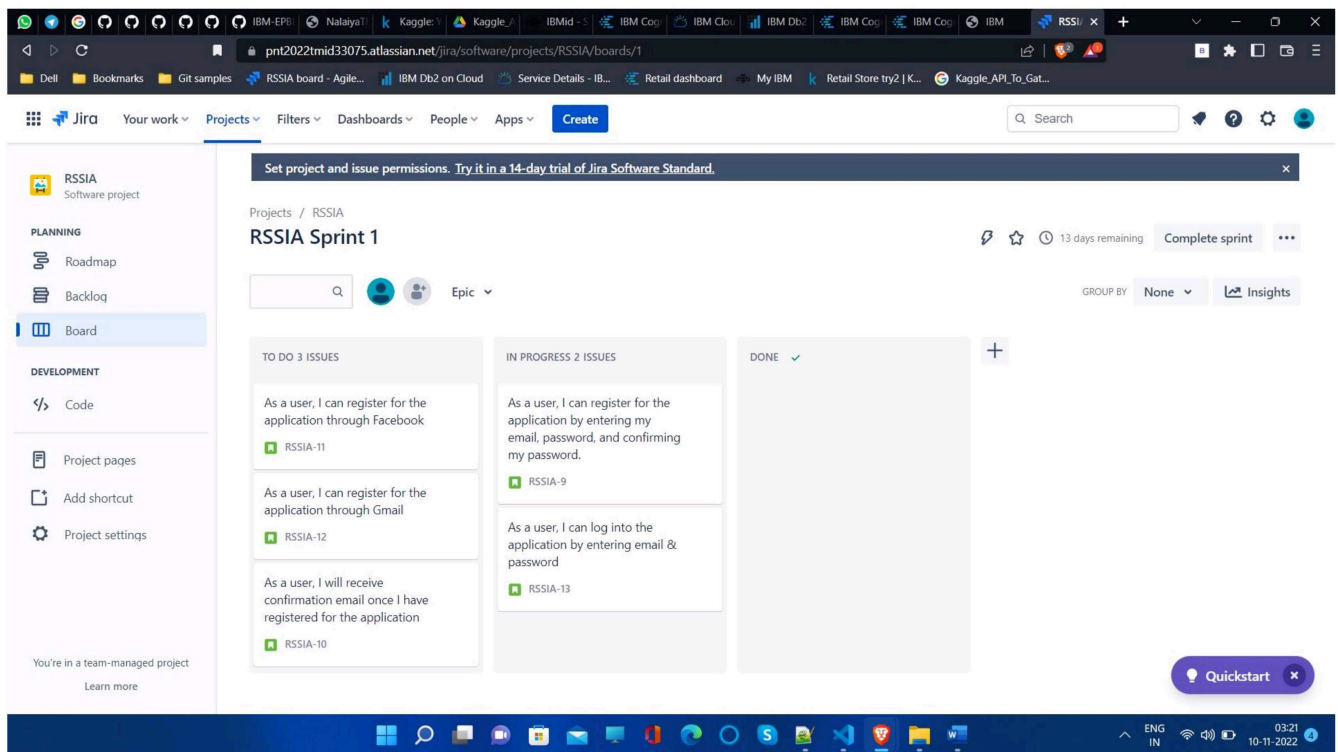 IBM-EPBL
NalaiyaT
Kaggle: Y
Kaggle_A
IBMid - S
IBM Cog
IBM Clou
IBM Db2
IBM Cog
IBM Cog
IBM
RSSIA
pnt2022tmid33075.atlassian.net/jira/software/projects/RSSIA/boards/1
Dell
Bookmarks
Git samples
RSSIA board - Agile...
IBM Db2 on Cloud
Service Details - IB...
Retail dashboard
My IBM
Retail Store try2 | K...
Kaggle_API_To_Gat...
Jira
Your work
Projects
Filters
Dashboards
People
Apps
Create
Search
RSSIA
Software project
PLANNING
Roadmap
Backlog
Board
DEVELOPMENT
Code
Project pages
Add shortcut
Project settings
You're in a team-managed project
Learn more
Set project and issue permissions. Try it in a 14-day trial of Jira Software Standard.
Projects / RSSIA
RSSIA Sprint 1
13 days remaining
Complete sprint
Epic
GROUP BY
None
Insights
TO DO 3 ISSUES
As a user, I can register for the
application through Facebook
RSSIA-11
As a user, I can register for the
application through Gmail
RSSIA-12
As a user, I will receive
confirmation email once I have
registered for the application
RSSIA-10
IN PROGRESS 2 ISSUES
As a user, I can register for the
application by entering my
email, password, and confirming
my password.
RSSIA-9
As a user, I can log into the
application by entering email &
password
RSSIA-13
DONE
Quickstart
ENG
IN
03:21
10-11-2022
4